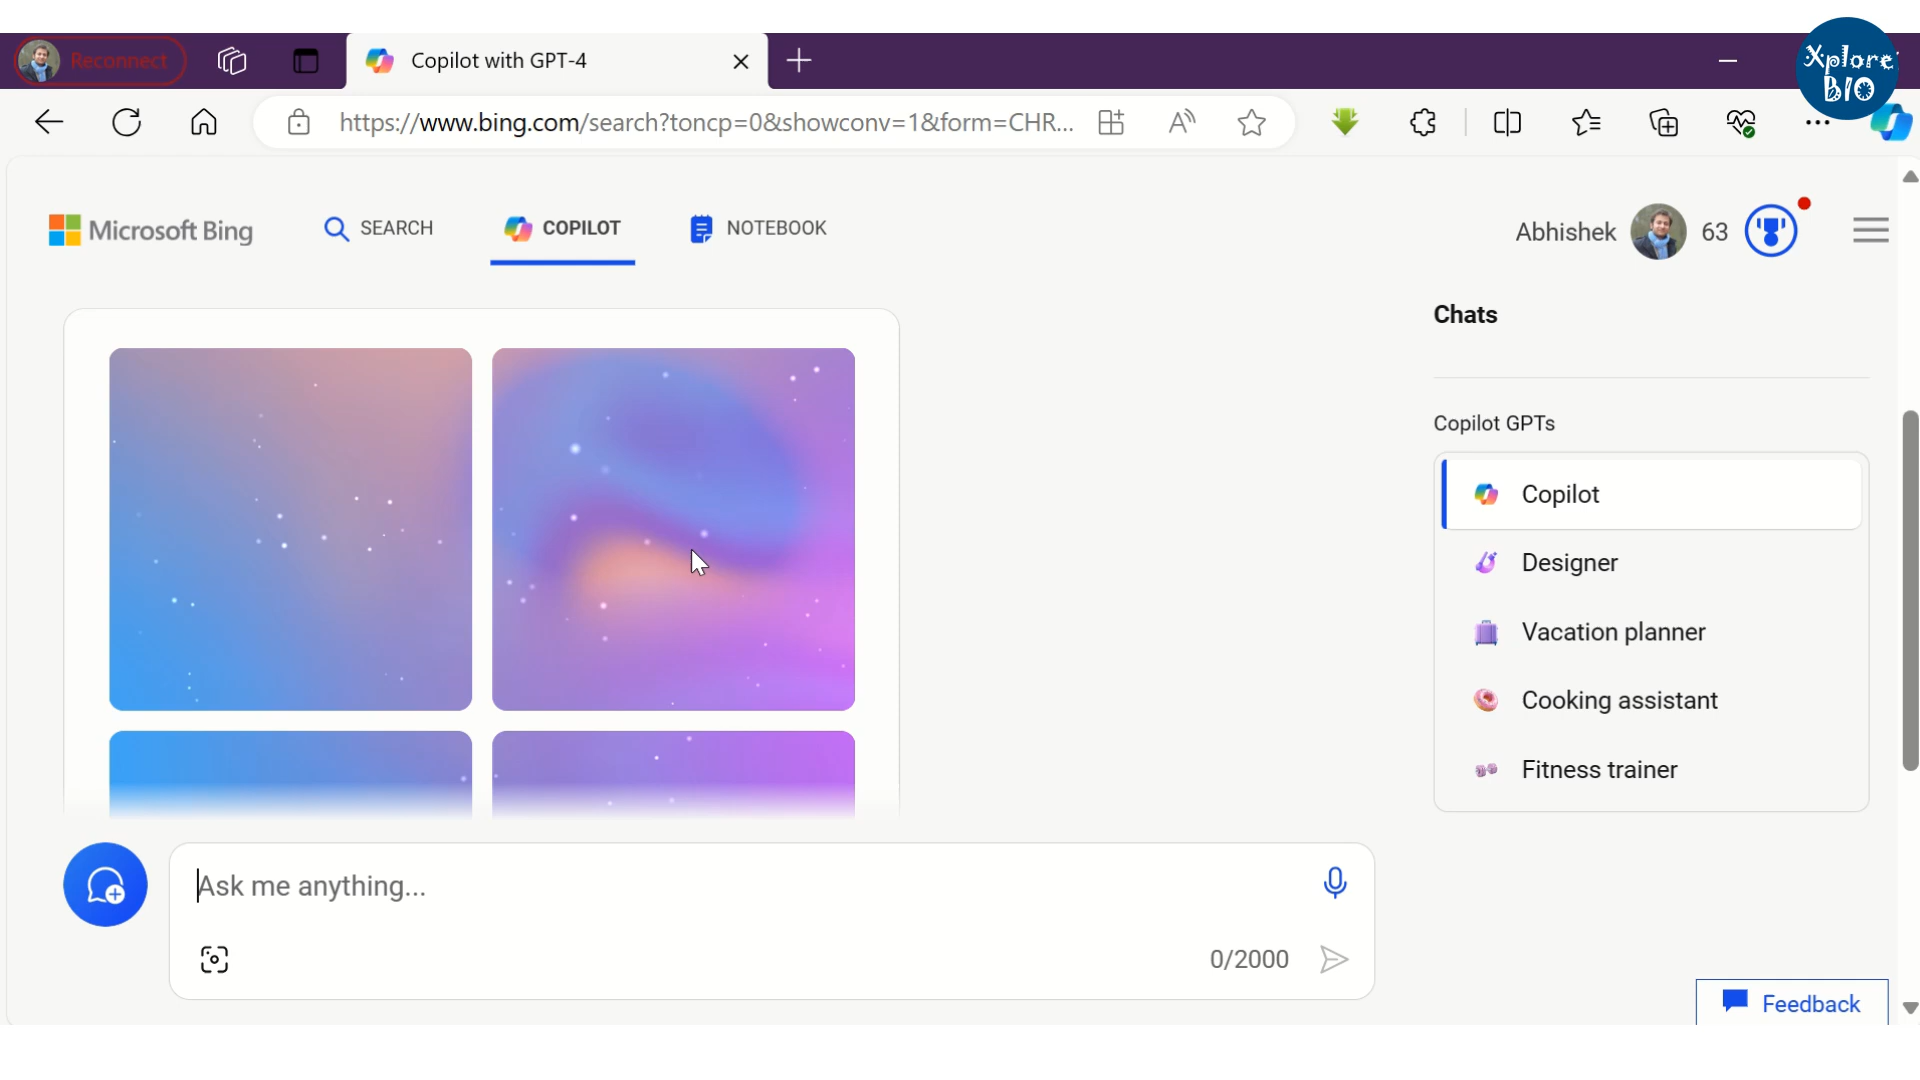 Xplore
BIO
Reconnect
Copilot with GPT-4
https://www.bing.com/search?toncp=0&showconv=1&form=CHR...
Microsoft Bing
SEARCH
COPILOT
NOTEBOOK
Abhishek
63
Chats
Copilot GPTs
Copilot
Designer
Vacation planner
Cooking assistant
Fitness trainer
Ask me anything...
0/2000
Feedback